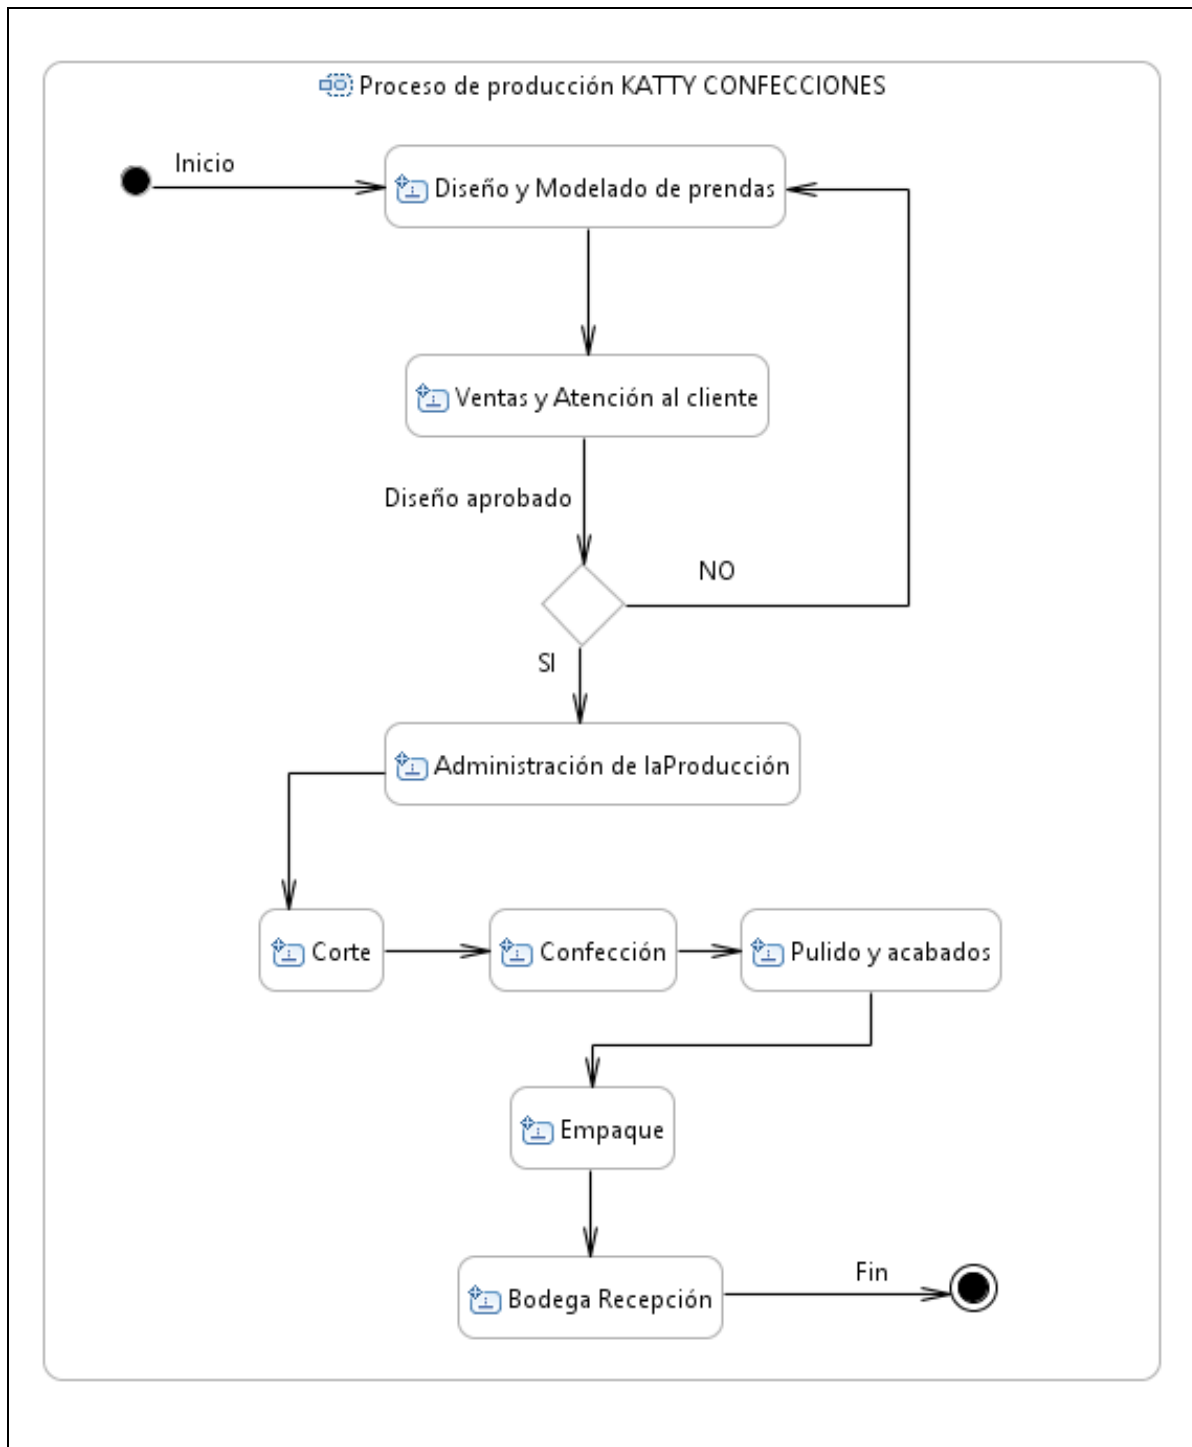 Proceso de producción KATTY CONFECCIONES
Inicio
Diseño y Modelado de prendas
Ventas y Atención al cliente
Diseño aprobado
NO
SI
Administración de laProducción
Corte
Confección
Pulido y acabados
Empaque
Fin
Bodega Recepción